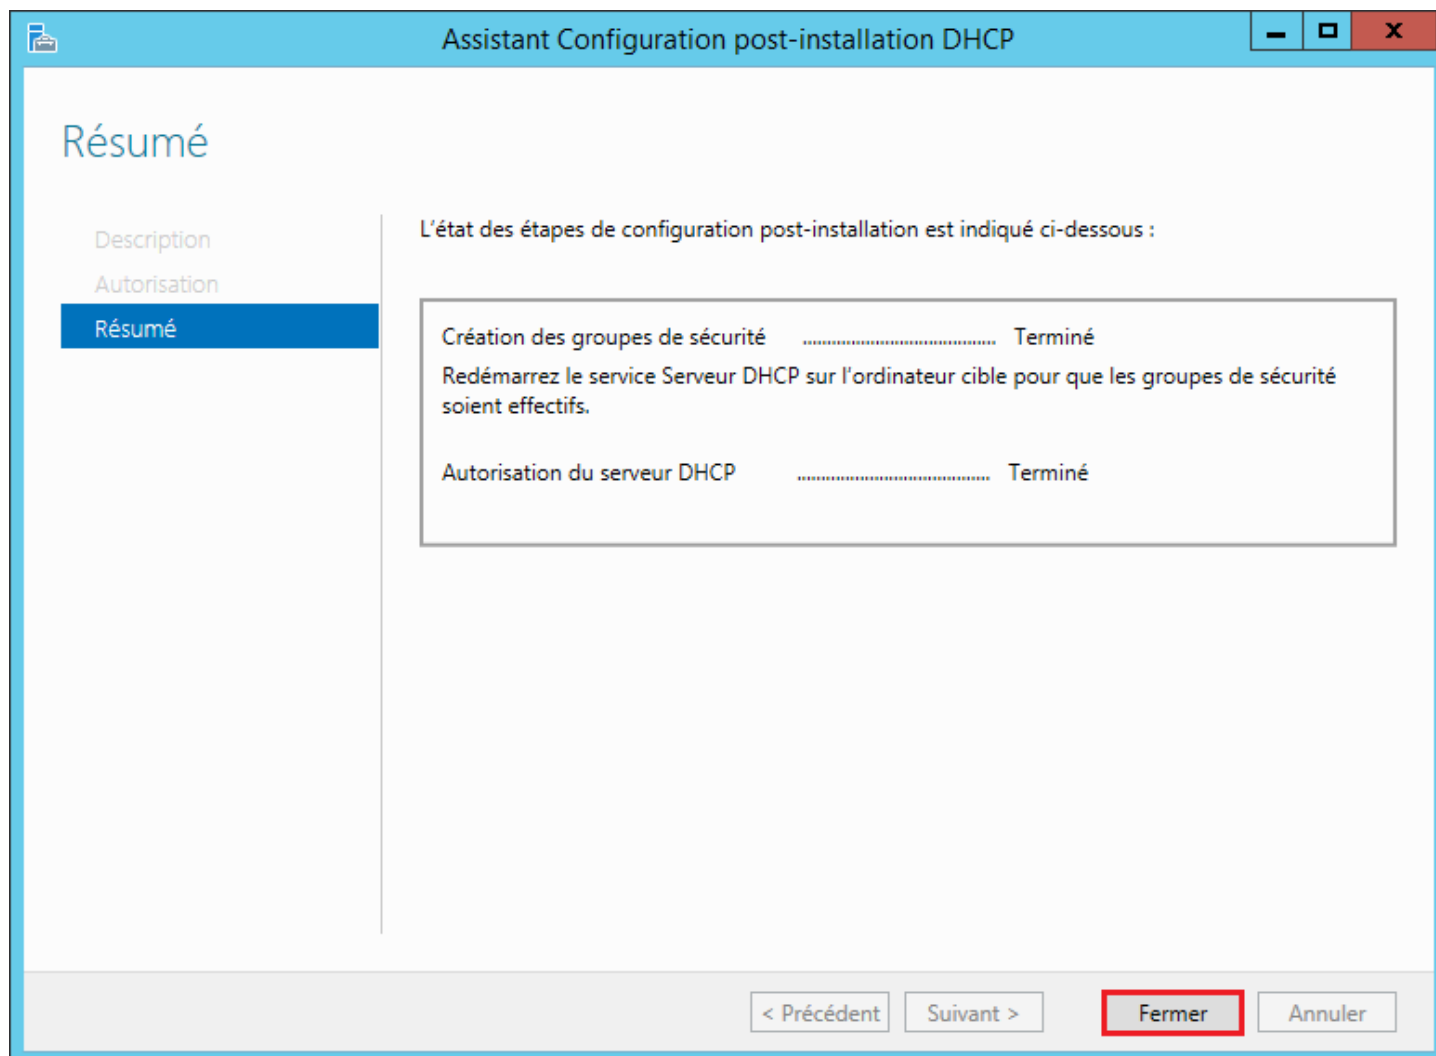 Assistant Configuration post-installation DHCP
x
Résumé
Description
Autorisation
Résumé
L'état des étapes de configuration post-installation est indiqué ci-dessous :
Création des groupes de sécurité ........................................ Terminé
Redémarrez le service Serveur DHCP sur l'ordinateur cible pour que les groupes de sécurité
soient effectifs.
Autorisation du serveur DHCP ........................................ Terminé
< Précédent
Suivant >
Fermer
Annuler